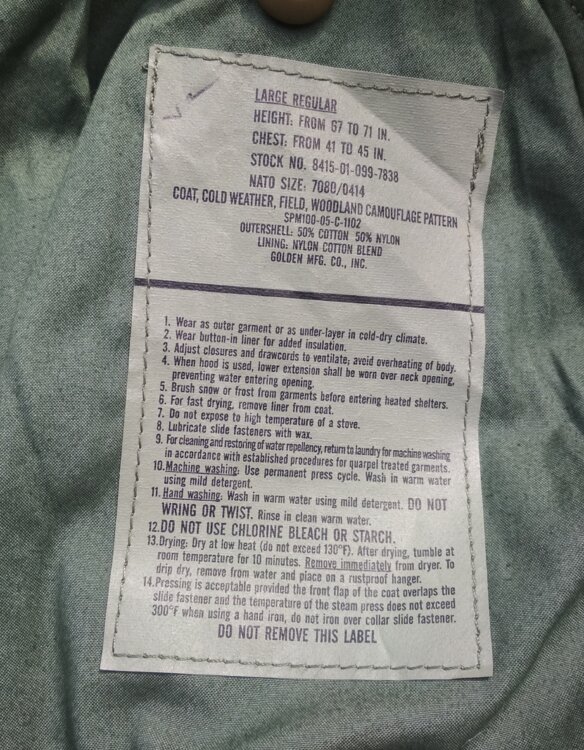 LARGE REGULAR
HEIGHT: FROM 67 TO 71 IN.
CHEST: FROM 41 TO 45 IN.
STOCK NO. 8415-01-099-7838
NATO SIZE: 7080/0414
COAT, COLD WEATHER, FIELD, WOODLAND CAMOUFLAGE PATTERN
SPM100-05-C-1102
OUTERSHELL: 50% COTTON 50% NYLON
LINING: NYLON COTTON BLEND
GOLDEN MFG. CO., INC.
1. Wear as outer garment or as under-layer in cold-dry climate.
2. Wear button-in liner for added insulation.
3. Adjust closures and drawcords to ventilate; avoid overheating of body.
4. When hood is used, lower extension shall be worn over neck opening,
preventing water entering opening.
5. Brush snow or frost from garments before entering heated shelters.
6. For fast drying, remove liner from coat.
7. Do not expose to high temperature of a stove.
8. Lubricate slide fasteners with wax.
9. For cleaning and restoring of water repellency, return to laundry for machine washing
in accordance with established procedures for quarpel treated garments.
10. Machine washing: Use permanent press cycle. Wash in warm water
using mild detergent.
11. Hand washing. Wash in warm water using mild detergent. DO NOT
WRING OR TWIST. Rinse in clean warm water.
12. DO NOT USE CHLORINE BLEACH OR STARCH.
13. Drying: Dry at low heat (do not exceed 130°F). After drying, tumble at
room temperature for 10 minutes. Remove immediately from dryer. To
drip dry, remove from water and place on a rustproof hanger.
14. Pressing is acceptable provided the front flap of the coat overlaps the
slide fastener and the temperature of the steam press does not exceed
300°F when using a hand iron, do not iron over collar slide fastener.
DO NOT REMOVE THIS LABEL